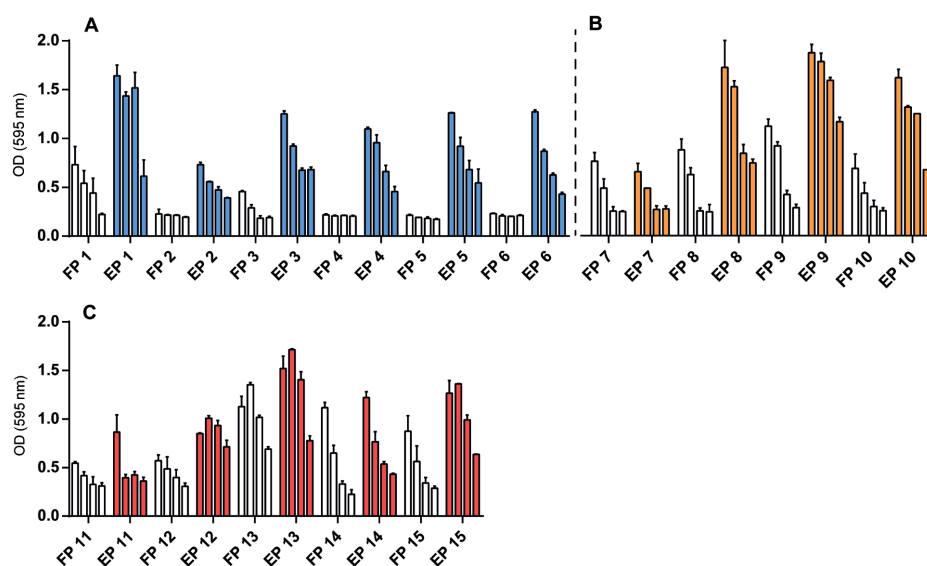 A
B
OD (595 nm)
2.0
1.5
1.0
0.5
0.0
FP 1
EP 1
FP 2
EP 2
FP 3
EP 3
FP 4
EP 4
FP 5
EP 5
FP 6
EP 6
FP 7
EP 7
FP 8
EP 8
FP 9
EP 9
FP 10
EP 10
C
OD (595 nm)
2.0
1.5
1.0
0.5
0.0
FP 11
EP 11
FP 12
EP 12
FP 13
EP 13
FP 14
EP 14
FP 15
EP 15